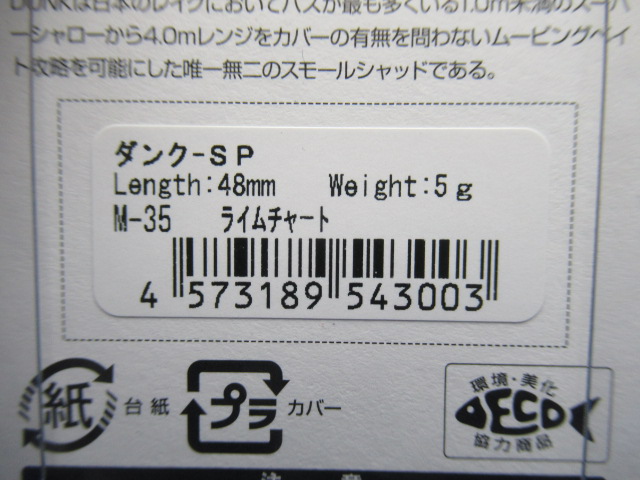 DUNKは日本のレイクにおいてバスが最も多くいる1.0m未満のスーパ
ーシャローから4.0mレンジをカバーの有無を問わないムービングベイ
ト攻略を可能にした唯一無二のスモールシャッドである。
ダンク-SP
Length:48mm Weight:5g
M-35 ライムチャート
4 573189 543003
紙 台紙 プラ カバー
環境・美化
ECO
協力商品
注 意